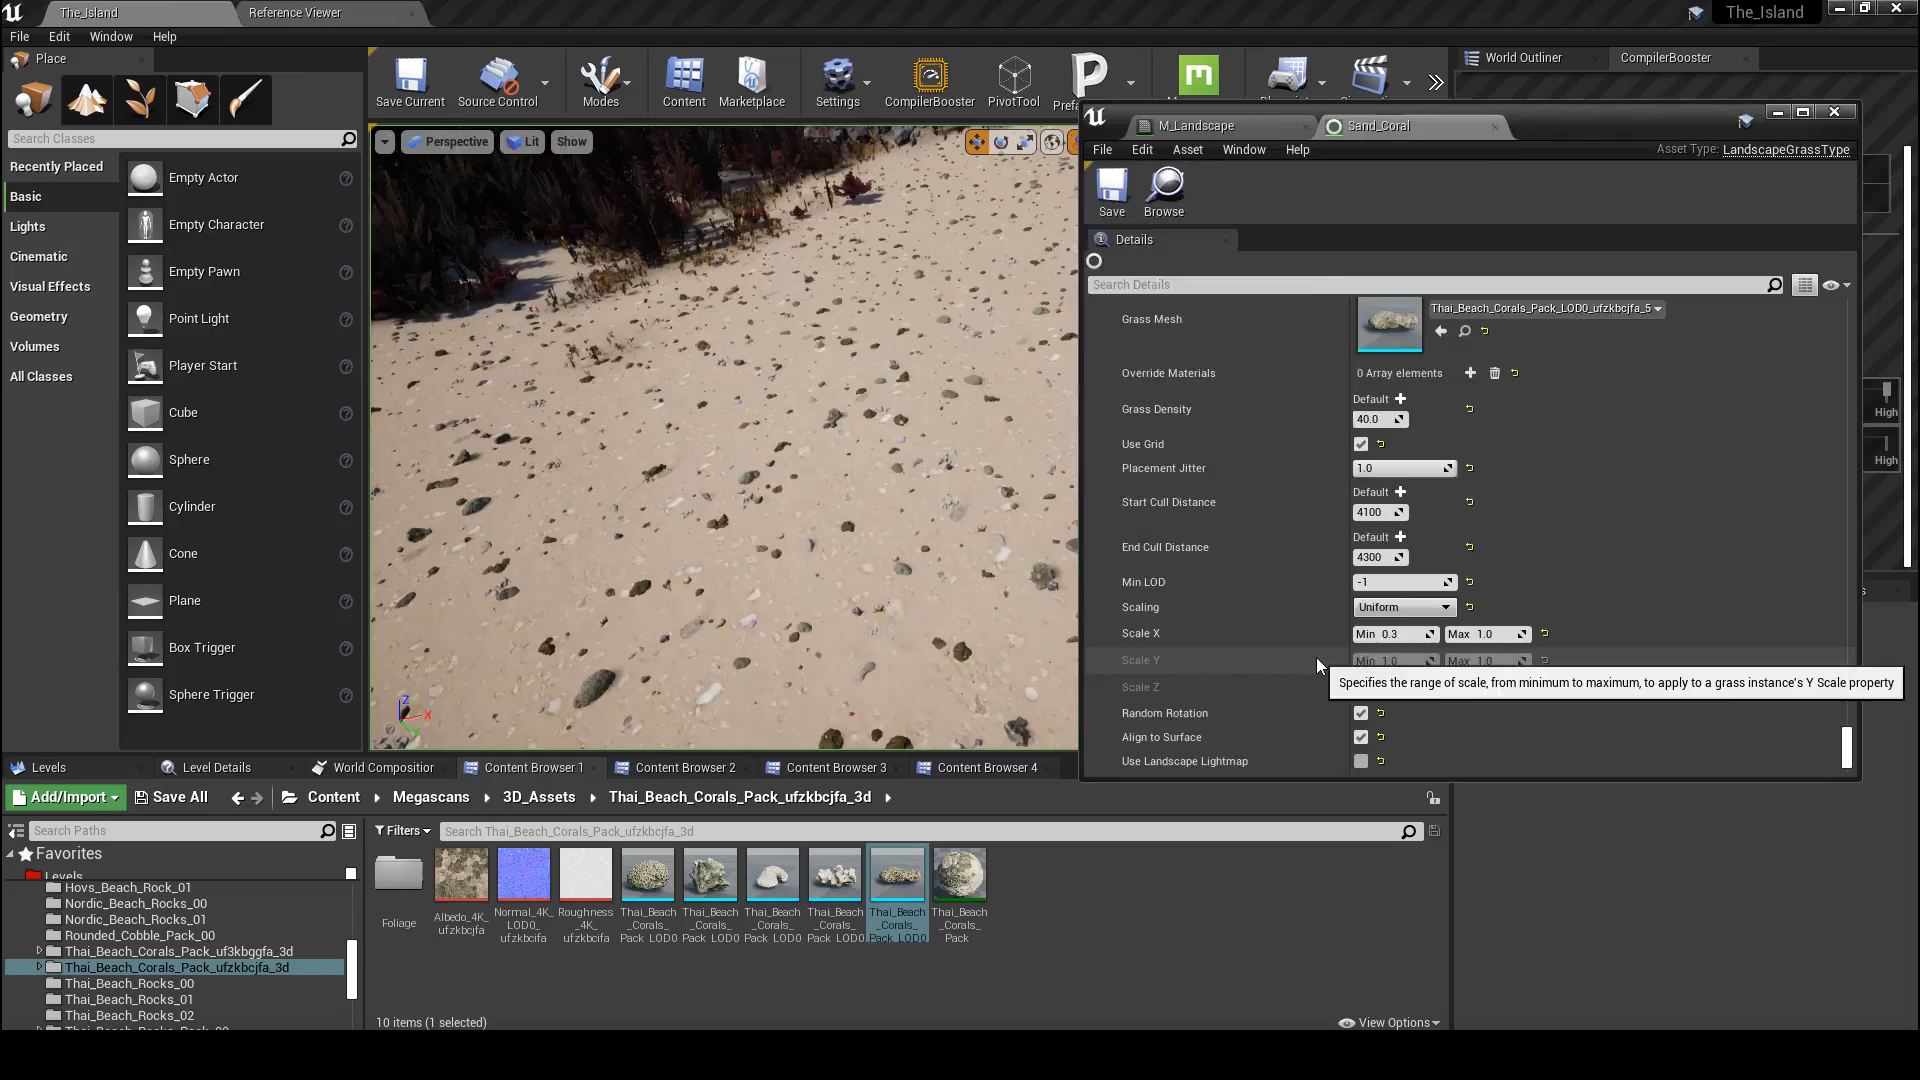 The_Island
Reference Viewer
The_Island
File Edit Window Help
Place
World Outliner
CompilerBooster
Save Current
Source Control
Modes
Content
Marketplace
Settings
CompilerBooster
PivotTool
Search Classes
Recently Placed
Basic
Lights
Cinematic
Visual Effects
Geometry
Volumes
All Classes
Empty Actor
Empty Character
Empty Pawn
Point Light
Player Start
Cube
Sphere
Cylinder
Cone
Plane
Box Trigger
Sphere Trigger
Perspective
Lit
Show
X
Z
M_Landscape
Sand_Coral
File Edit Asset Window Help
Asset Type: LandscapeGrassType
Save
Browse
Details
Search Details
Grass Mesh
Thai_Beach_Corals_Pack_LOD0_ufzkbcjfa_5
Override Materials
0 Array elements
Grass Density
Default
40.0
Use Grid
Placement Jitter
1.0
Start Cull Distance
Default
4100
End Cull Distance
Default
4300
Min LOD
-1
Scaling
Uniform
Scale X
Min 0.3
Max 1.0
Scale Y
Min 1.0
Max 1.0
Specifies the range of scale, from minimum to maximum, to apply to a grass instance's Y Scale property
Scale Z
Random Rotation
Align to Surface
Use Landscape Lightmap
High
High
Levels
Level Details
World Composition
Content Browser 1
Content Browser 2
Content Browser 3
Content Browser 4
Add/Import
Save All
Content
Megascans
3D_Assets
Thai_Beach_Corals_Pack_ufzkbcjfa_3d
Search Paths
Filters
Search Thai_Beach_Corals_Pack_ufzkbcjfa_3d
Favorites
Levels
Hovs_Beach_Rock_01
Nordic_Beach_Rocks_00
Nordic_Beach_Rocks_01
Rounded_Cobble_Pack_00
Thai_Beach_Corals_Pack_uf3kbggfa_3d
Thai_Beach_Corals_Pack_ufzkbcjfa_3d
Thai_Beach_Rocks_00
Thai_Beach_Rocks_01
Thai_Beach_Rocks_02
Thai_Beach_Rocks_Pack_00
Foliage
Albedo_4K_
ufzkbcjfa
Normal_4K_
LOD0_
ufzkbcjfa
Roughness
_4K_
ufzkbcjfa
Thai_Beach
_Corals_
Pack_LOD0
Thai_Beach
_Corals_
Pack_LOD0
Thai_Beach
_Corals_
Pack_LOD0
Thai_Beach
_Corals_
Pack_LOD0
Thai_Beach
_Corals_
Pack_LOD0
Thai_Beach
_Corals_
Pack
10 items (1 selected)
View Options